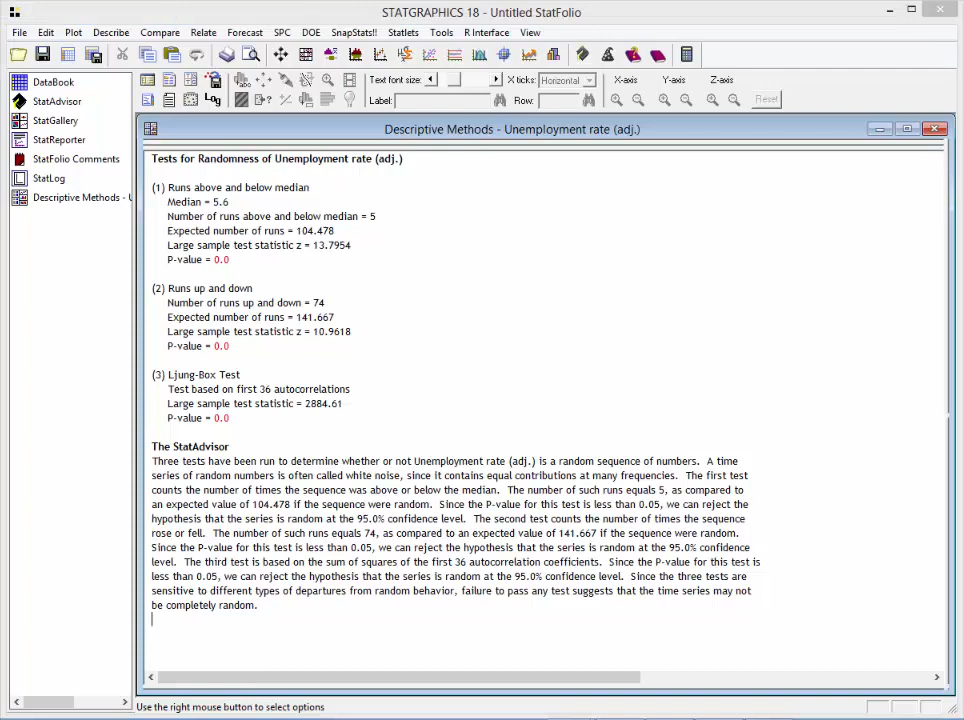 STATGRAPHICS 18 - Untitled StatFolio
File Edit Plot Describe Compare Relate Forecast SPC DOE SnapStats!! Statlets Tools R Interface View
Text font size: X ticks: Horizontal X-axis Y-axis Z-axis
Log Label: Row: Reset
DataBook
StatAdvisor
StatGallery
StatReporter
StatFolio Comments
StatLog
Descriptive Methods - U
Descriptive Methods - Unemployment rate (adj.)
Tests for Randomness of Unemployment rate (adj.)
(1) Runs above and below median
Median = 5.6
Number of runs above and below median = 5
Expected number of runs = 104.478
Large sample test statistic z = 13.7954
P-value = 0.0
(2) Runs up and down
Number of runs up and down = 74
Expected number of runs = 141.667
Large sample test statistic z = 10.9618
P-value = 0.0
(3) Ljung-Box Test
Test based on first 36 autocorrelations
Large sample test statistic = 2884.61
P-value = 0.0
The StatAdvisor
Three tests have been run to determine whether or not Unemployment rate (adj.) is a random sequence of numbers. A time
series of random numbers is often called white noise, since it contains equal contributions at many frequencies. The first test
counts the number of times the sequence was above or below the median. The number of such runs equals 5, as compared to
an expected value of 104.478 if the sequence were random. Since the P-value for this test is less than 0.05, we can reject the
hypothesis that the series is random at the 95.0% confidence level. The second test counts the number of times the sequence
rose or fell. The number of such runs equals 74, as compared to an expected value of 141.667 if the sequence were random.
Since the P-value for this test is less than 0.05, we can reject the hypothesis that the series is random at the 95.0% confidence
level. The third test is based on the sum of squares of the first 36 autocorrelation coefficients. Since the P-value for this test is
less than 0.05, we can reject the hypothesis that the series is random at the 95.0% confidence level. Since the three tests are
sensitive to different types of departures from random behavior, failure to pass any test suggests that the time series may not
be completely random.
Use the right mouse button to select options